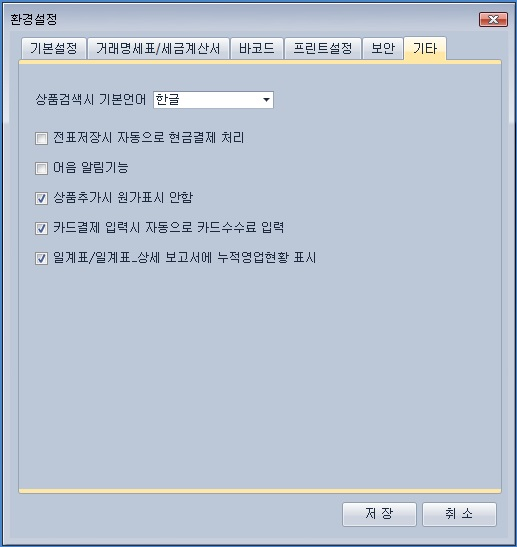 환경설정
기본설정 거래명세표/세금계산서 바코드 프린트설정 보안 기타
상품검색시 기본언어 한글
전표저장시 자동으로 현금결제 처리
어음 알림기능
상품추가시 원가표시 안함
카드결제 입력시 자동으로 카드수수료 입력
일계표/일계표_상세 보고서에 누적영업현황 표시
저 장 취 소